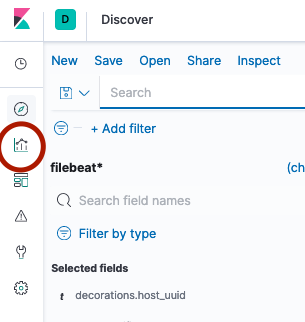 D Discover
New Save Open Share Inspect
Search
+ Add filter
filebeat* (ch
Search field names
Filter by type
Selected fields
t decorations.host_uuid